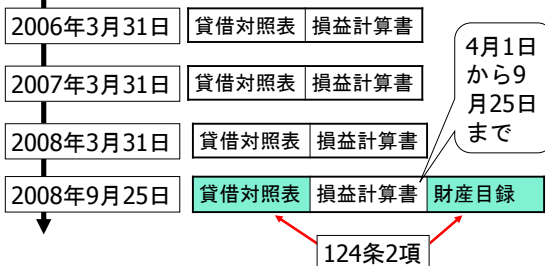 2006年3月31日 貸借対照表 損益計算書
2007年3月31日 貸借対照表 損益計算書
2008年3月31日 貸借対照表 損益計算書
2008年9月25日 貸借対照表 損益計算書 財産目録
4月1日
から9
月25日
まで
124条2項